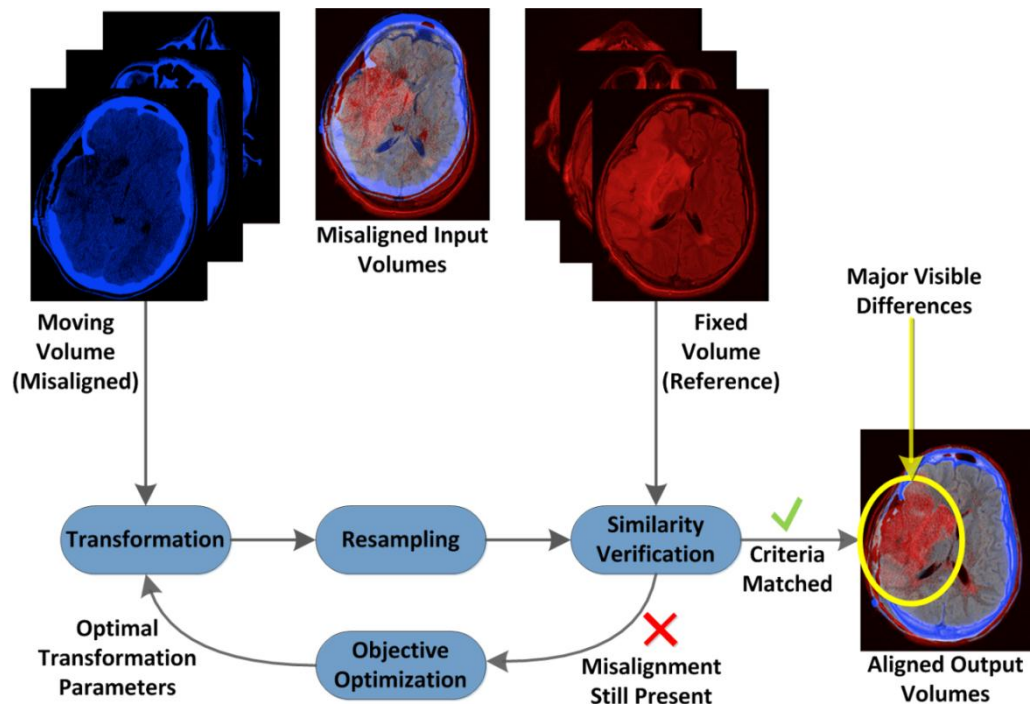 Misaligned Input
Volumes
Moving
Volume
(Misaligned)
Fixed
Volume
(Reference)
Major Visible
Differences
Transformation
Resampling
Similarity
Verification
Criteria
Matched
Optimal
Transformation
Parameters
Objective
Optimization
Misalignment
Still Present
Aligned Output
Volumes